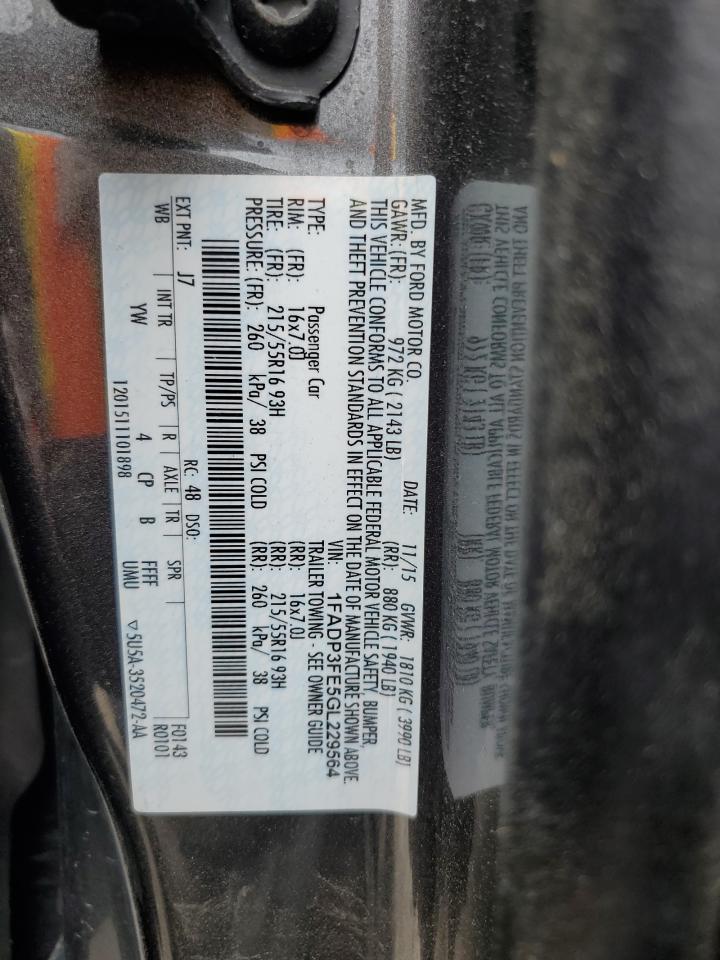 MFD. BY FORD MOTOR CO. DATE: 11/15 GVWR: 1810 KG ( 3990 LB)
GAWR: (FR): 972 KG ( 2143 LB) (RR): 880 KG ( 1940 LB)
THIS VEHICLE CONFORMS TO ALL APPLICABLE FEDERAL MOTOR VEHICLE SAFETY, BUMPER,
AND THEFT PREVENTION STANDARDS IN EFFECT ON THE DATE OF MANUFACTURE SHOWN ABOVE.
VIN: 1FADP3FE5GL229564
TYPE: Passenger Car TRAILER TOWING - SEE OWNER GUIDE
RIM: (FR): 16x7.0J (RR): 16x7.0J
TIRE: (FR): 215/55R16 93H (RR): 215/55R16 93H
PRESSURE: (FR): 260 kPa/ 38 PSI COLD (RR): 260 kPa/ 38 PSI COLD
EXT PNT: J7 RC: 48 DSO: F0143
WB INT TR TP/PS R AXLE TR SPR R0101
YW 4 CP B FFFF
1201511101898 UMU ▽5U5A-3520472-AA